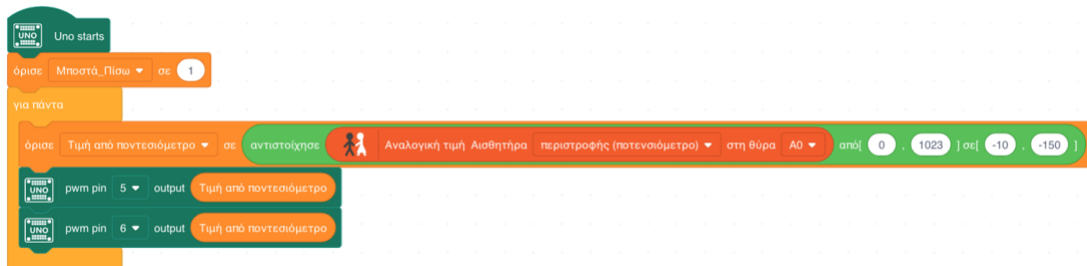 UNO Uno starts
όρισε Μποστά_Πίσω σε 1
για πάντα
όρισε Τιμή από ποντεσιόμετρο σε αντιστοίχησε Αναλογική τιμή Αισθητήρα περιστροφής (ποτενσιόμετρο) στη θύρα A0 από[ 0 , 1023 ] σε[ -10 , -150 ]
UNO pwm pin 5 output Τιμή από ποντεσιόμετρο
UNO pwm pin 6 output Τιμή από ποντεσιόμετρο